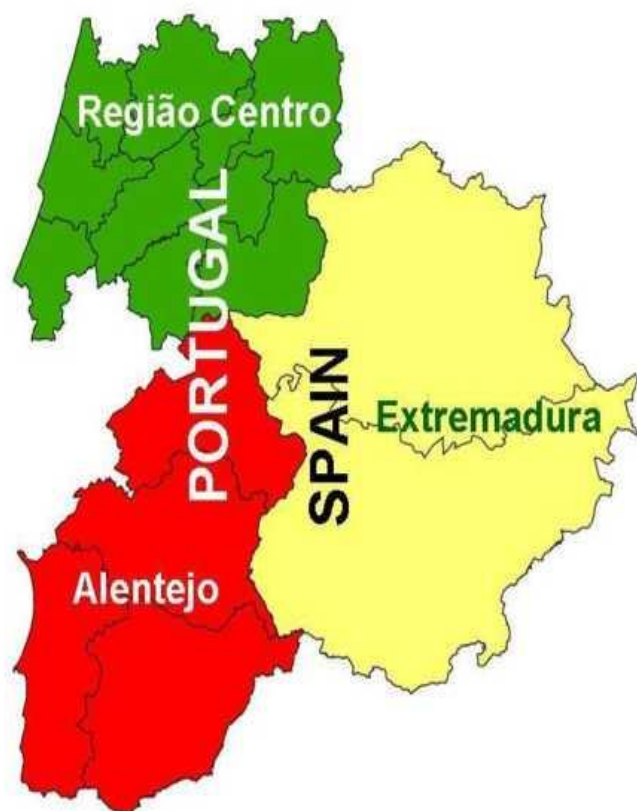 Região Centro
PORTUGAL
SPAIN
Extremadura
Alentejo